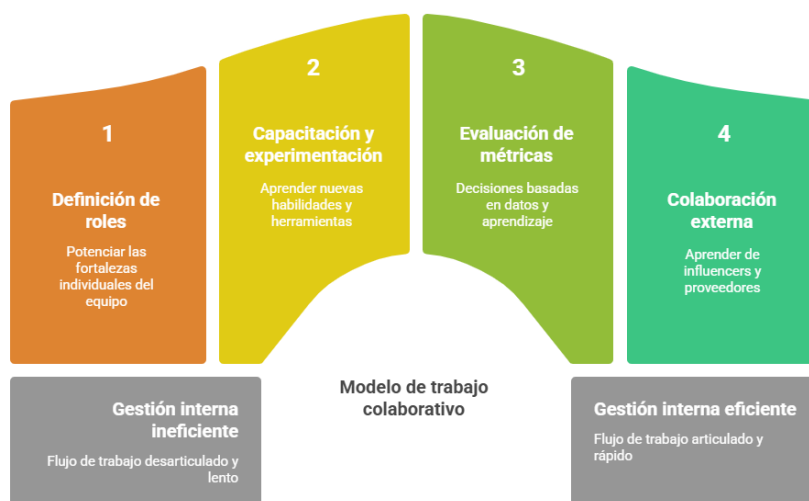 1
Definición de
roles
Potenciar las
fortalezas
individuales del
equipo
2
Capacitación y
experimentación
Aprender nuevas
habilidades y
herramientas
3
Evaluación de
métricas
Decisiones basadas
en datos y
aprendizaje
4
Colaboración
externa
Aprender de
influencers y
proveedores
Gestión interna
ineficiente
Flujo de trabajo desarticulado y
lento
Modelo de trabajo
colaborativo
Gestión interna eficiente
Flujo de trabajo articulado y
rápido